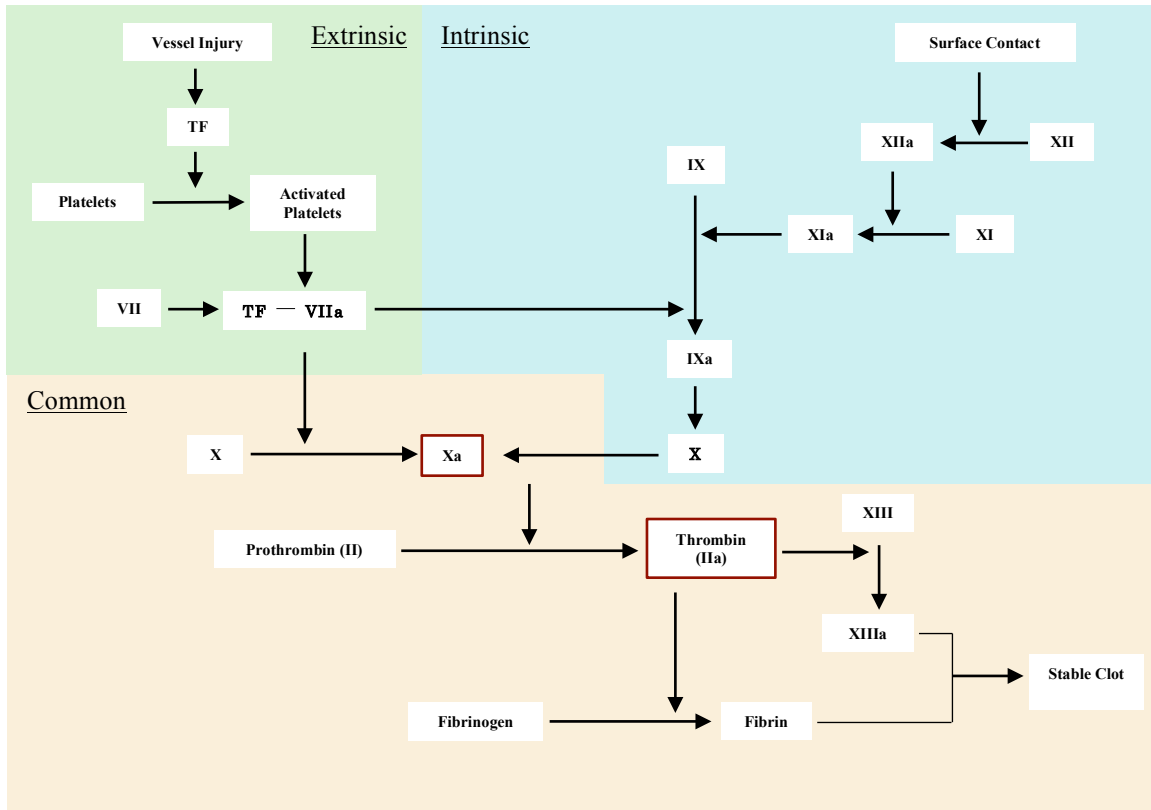 Extrinsic
Intrinsic
Vessel Injury
Surface Contact
TF
XIIa
XII
IX
Platelets
Activated
Platelets
XIa
XI
VII
TF — VIIa
IXa
Common
X
Xa
X
XIII
Prothrombin (II)
Thrombin
(IIa)
XIIIa
Stable Clot
Fibrinogen
Fibrin